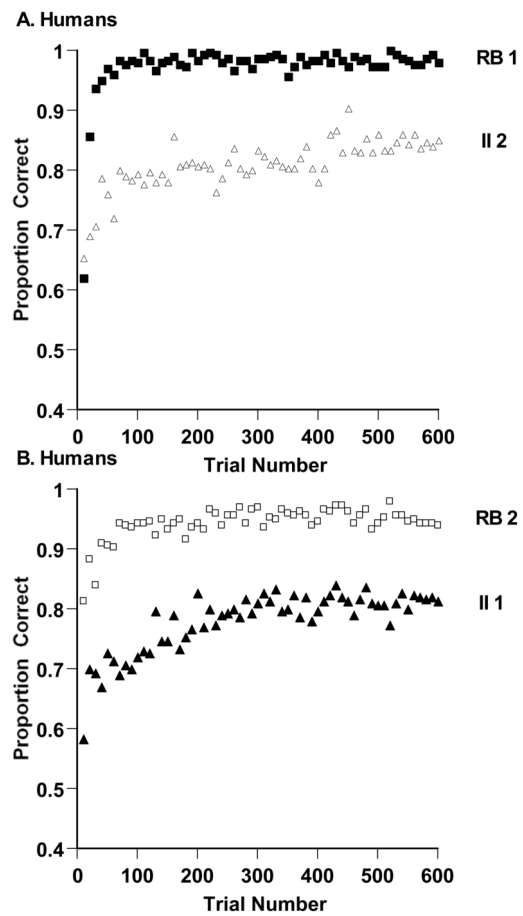 A. Humans
1
RB 1
0.9
II 2
0.8
0.7
0.6
0.5
0.4
Proportion Correct
0 100 200 300 400 500 600
Trial Number
B. Humans
1
RB 2
0.9
II 1
0.8
0.7
0.6
0.5
0.4
Proportion Correct
0 100 200 300 400 500 600
Trial Number